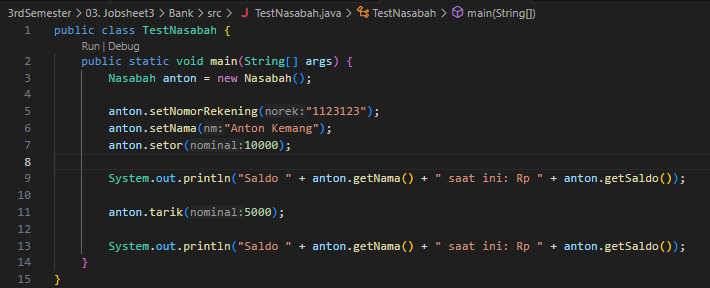 3rdSemester > 03. Jobsheet3 > Bank > src > J TestNasabah.java > TestNasabah > main(String[])
1 public class TestNasabah {
Run | Debug
2 public static void main(String[] args) {
3 Nasabah anton = new Nasabah();
4
5 anton.setNomorRekening(norek:"1123123");
6 anton.setNama(nm:"Anton Kemang");
7 anton.setor(nominal:10000);
8
9 System.out.println("Saldo " + anton.getNama() + " saat ini: Rp " + anton.getSaldo());
10
11 anton.tarik(nominal:5000);
12
13 System.out.println("Saldo " + anton.getNama() + " saat ini: Rp " + anton.getSaldo());
14 }
15 }